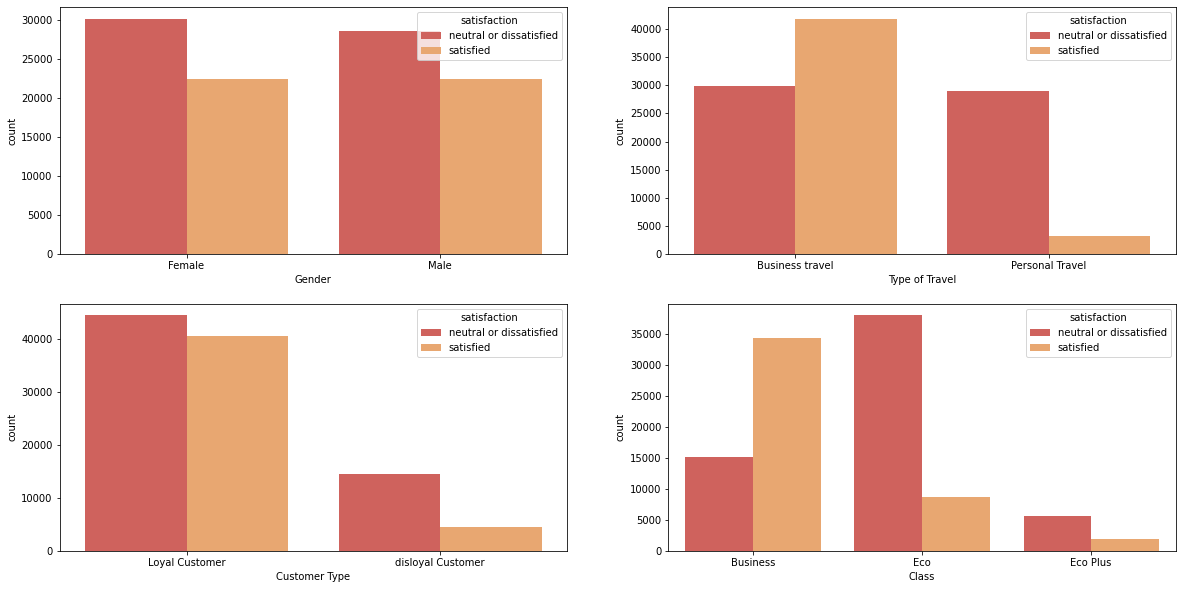 satisfaction
neutral or dissatisfied
satisfied
30000
25000
20000
15000
10000
5000
0
count
Female
Male
Gender
satisfaction
neutral or dissatisfied
satisfied
40000
35000
30000
25000
20000
15000
10000
5000
0
count
Business travel
Personal Travel
Type of Travel
satisfaction
neutral or dissatisfied
satisfied
40000
30000
20000
10000
0
count
Loyal Customer
disloyal Customer
Customer Type
satisfaction
neutral or dissatisfied
satisfied
35000
30000
25000
20000
15000
10000
5000
0
count
Business
Eco
Eco Plus
Class